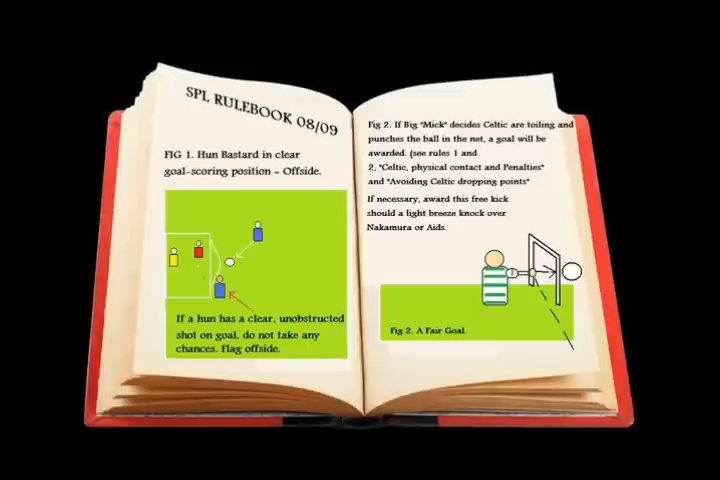 SPL RULEBOOK 08/09
FIG 1. Hun Bastard in clear
goal-scoring position - Offside.
If a hun has a clear, unobstructed
shot on goal, do not take any
chances. Flag offside.
Fig 2. If Big "Mick" decides Celtic are toiling and
punches the ball in the net, a goal will be
awarded. (see rules 1 and
2, "Celtic, physical contact and Penalties"
and "Avoiding Celtic dropping points"
If necessary, award this free kick
should a light breeze knock over
Nakamura or Aids.
Fig 2. A Fair Goal.